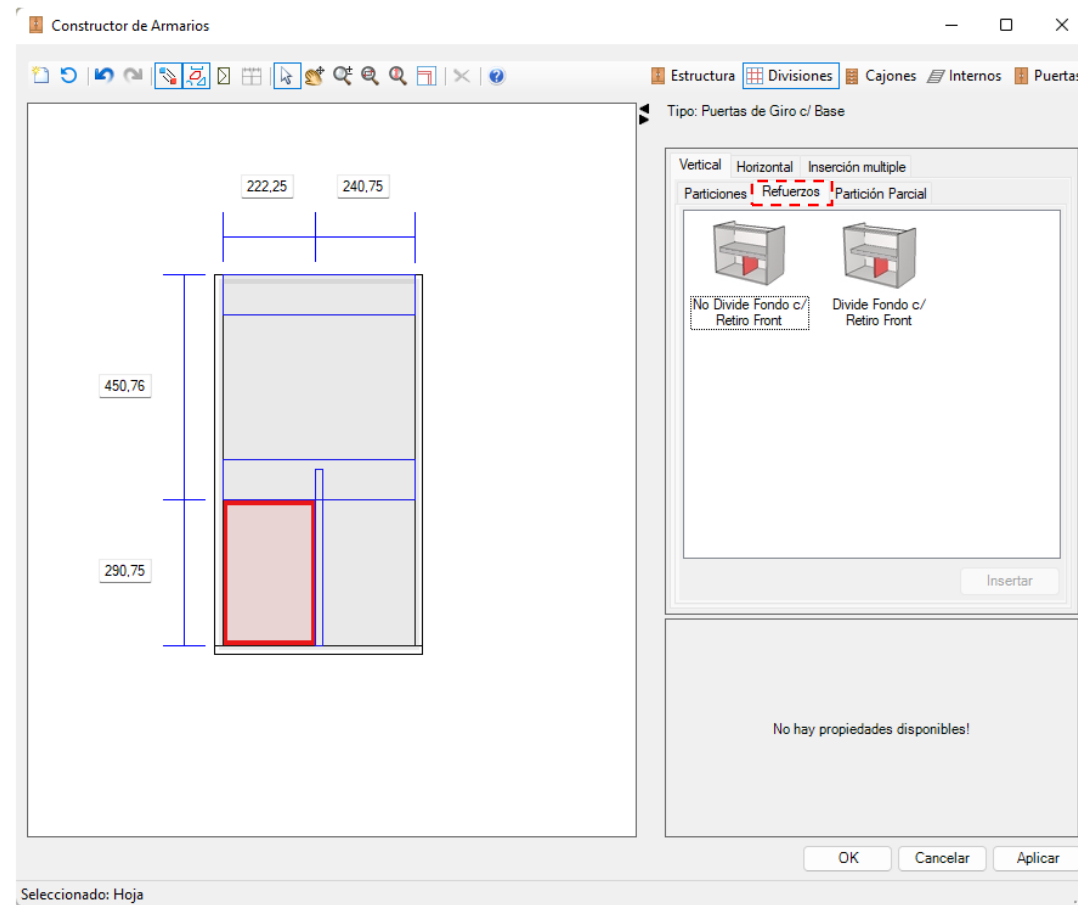 Constructor de Armarios
Estructura Divisiones Cajones Internos Puertas
Tipo: Puertas de Giro c/ Base
Vertical Horizontal Inserción multiple
Particiones Refuerzos Partición Parcial
222,25 240,75
No Divide Fondo c/ Retiro Front
Divide Fondo c/ Retiro Front
450,76
290,75
Insertar
No hay propiedades disponibles!
OK Cancelar Aplicar
Seleccionado: Hoja